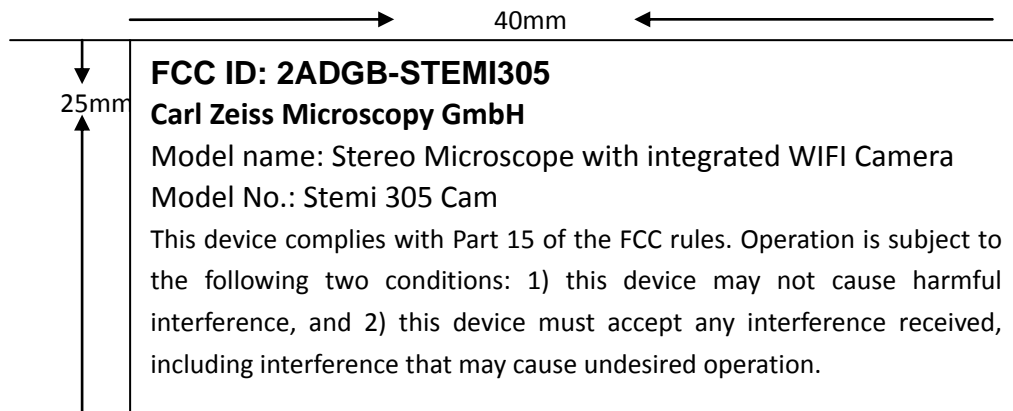 40mm
25mm
FCC ID: 2ADGB-STEMI305
Carl Zeiss Microscopy GmbH
Model name: Stereo Microscope with integrated WIFI Camera
Model No.: Stemi 305 Cam
This device complies with Part 15 of the FCC rules. Operation is subject to
the following two conditions: 1) this device may not cause harmful
interference, and 2) this device must accept any interference received,
including interference that may cause undesired operation.